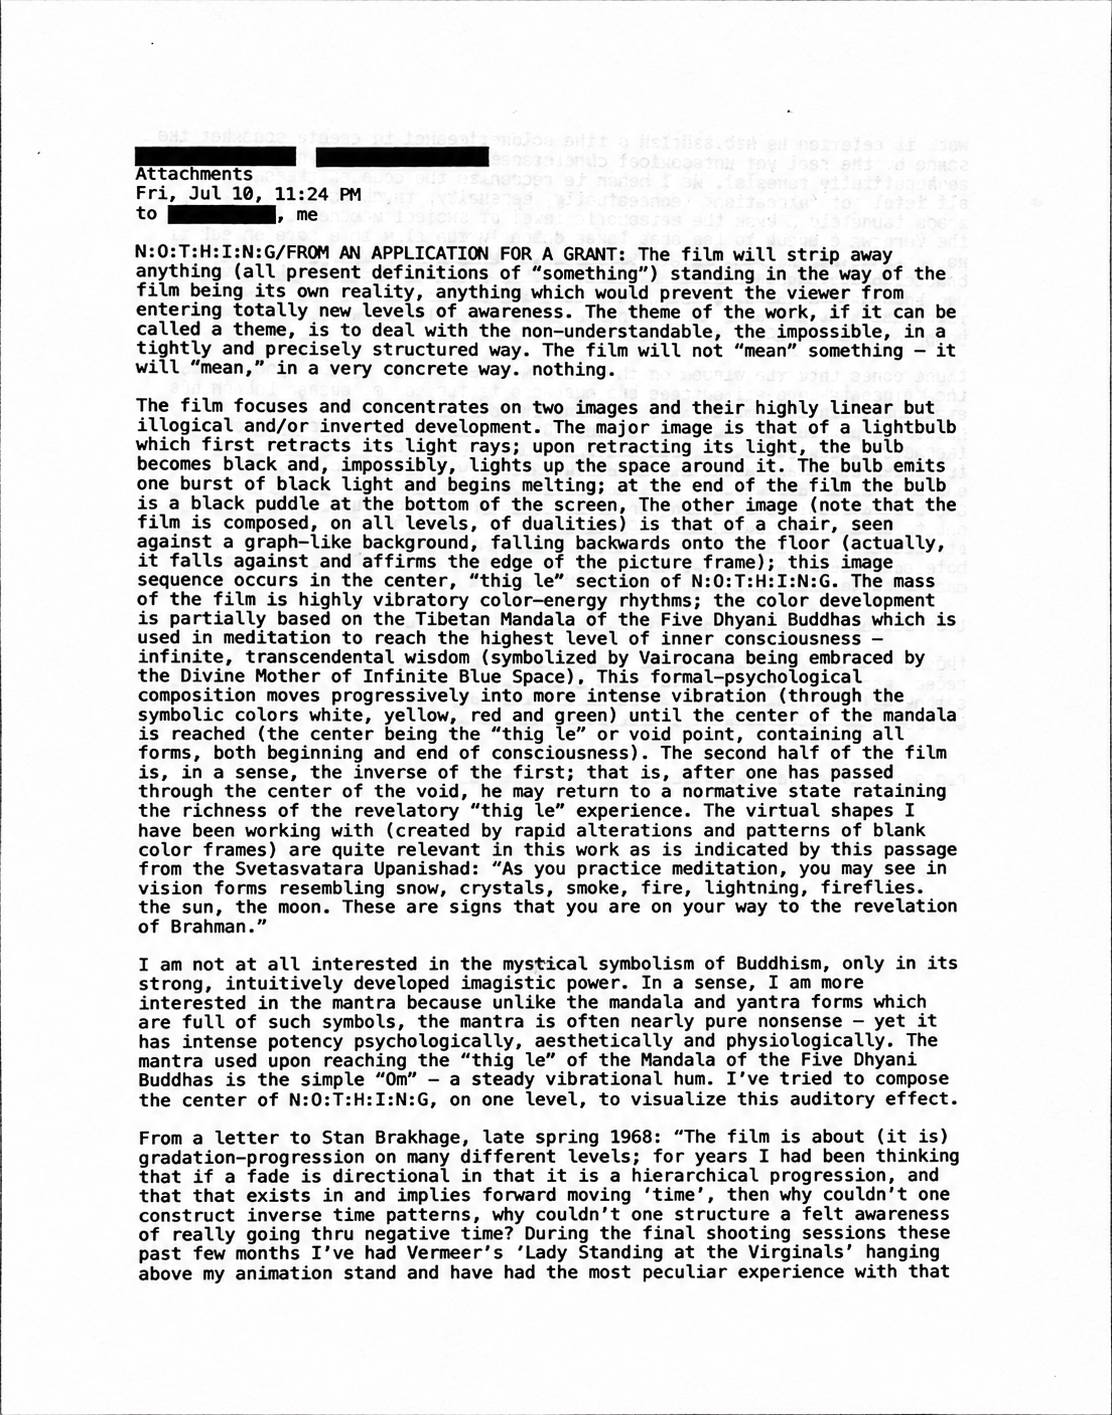 Attachments
Fri, Jul 10, 11:24 PM
to , me
N:O:T:H:I:N:G/FROM AN APPLICATION FOR A GRANT: The film will strip away
anything (all present definitions of “something”) standing in the way of the
film being its own reality, anything which would prevent the viewer from
entering totally new levels of awareness. The theme of the work, if it can be
called a theme, is to deal with the non-understandable, the impossible, in a
tightly and precisely structured way. The film will not “mean” something — it
will “mean,” in a very concrete way. nothing.
The film focuses and concentrates on two images and their highly linear but
illogical and/or inverted development. The major image is that of a lightbulb
which first retracts its light rays; upon retracting its light, the bulb
becomes black and, impossibly, lights up the space around it. The bulb emits
one burst of black light and begins melting; at the end of the film the bulb
is a black puddle at the bottom of the screen, The other image (note that the
film is composed, on all levels, of dualities) is that of a chair, seen
against a graph-like background, falling backwards onto the floor (actually,
it falls against and affirms the edge of the picture frame); this image
sequence occurs in the center, “thig le” section of N:O:T:H:I:N:G. The mass
of the film is highly vibratory color-energy rhythms; the color development
is partially based on the Tibetan Mandala of the Five Dhyani Buddhas which is
used in meditation to reach the highest level of inner consciousness —
infinite, transcendental wisdom (symbolized by Vairocana being embraced by
the Divine Mother of Infinite Blue Space), This formal-psychological
composition moves progressively into more intense vibration (through the
symbolic colors white, yellow, red and green) until the center of the mandala
is reached (the center being the “thig le” or void point, containing all
forms, both beginning and end of consciousness). The second half of the film
is, in a sense, the inverse of the first; that is, after one has passed
through the center of the void, he may return to a normative state rataining
the richness of the revelatory “thig le” experience. The virtual shapes I
have been working with (created by rapid alterations and patterns of blank
color frames) are quite relevant in this work as is indicated by this passage
from the Svetasvatara Upanishad: “As you practice meditation, you may see in
vision forms resembling snow, crystals, smoke, fire, lightning, fireflies.
the sun, the moon. These are signs that you are on your way to the revelation
of Brahman.”
I am not at all interested in the mystical symbolism of Buddhism, only in its
strong, intuitively developed imagistic power. In a sense, I am more
interested in the mantra because unlike the mandala and yantra forms which
are full of such symbols, the mantra is often nearly pure nonsense — yet it
has intense potency psychologically, aesthetically and physiologically. The
mantra used upon reaching the “thig le” of the Mandala of the Five Dhyani
Buddhas is the simple “Om” — a steady vibrational hum. I’ve tried to compose
the center of N:O:T:H:I:N:G, on one level, to visualize this auditory effect.
From a letter to Stan Brakhage, late spring 1968: “The film is about (it is)
gradation-progression on many different levels; for years I had been thinking
that if a fade is directional in that it is a hierarchical progression, and
that that exists in and implies forward moving ‘time’, then why couldn’t one
construct inverse time patterns, why couldn’t one structure a felt awareness
of really going thru negative time? During the final shooting sessions these
past few months I’ve had Vermeer’s ‘Lady Standing at the Virginals’ hanging
above my animation stand and have had the most peculiar experience with that